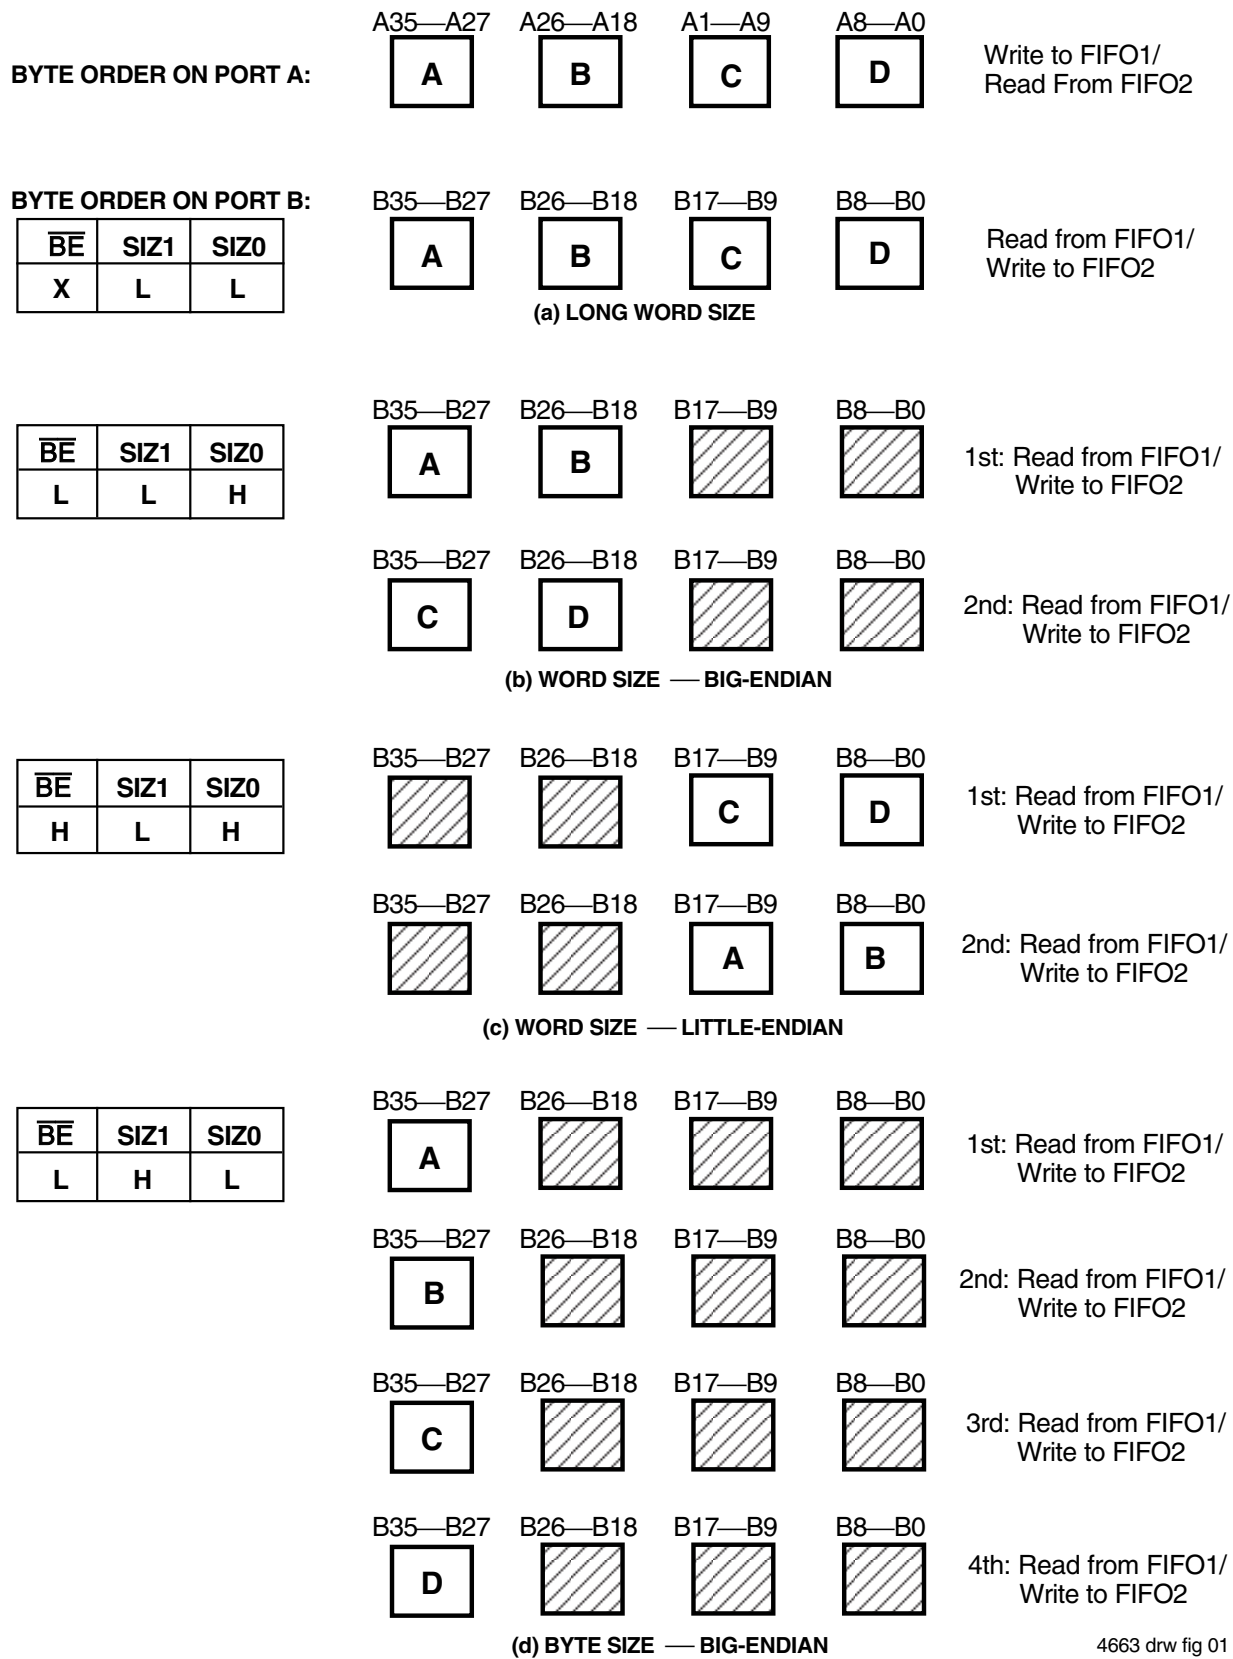 A35—A27 A26—A18 A1—A9 A8—A0
BYTE ORDER ON PORT A:
A B C D
Write to FIFO1/
Read From FIFO2
BYTE ORDER ON PORT B:
B35—B27 B26—B18 B17—B9 B8—B0
BE SIZ1 SIZ0
X L L
A B C D
Read from FIFO1/
Write to FIFO2
(a) LONG WORD SIZE
B35—B27 B26—B18 B17—B9 B8—B0
BE SIZ1 SIZ0
L L H
A B
1st: Read from FIFO1/
Write to FIFO2
B35—B27 B26—B18 B17—B9 B8—B0
C D
2nd: Read from FIFO1/
Write to FIFO2
(b) WORD SIZE — BIG-ENDIAN
B35—B27 B26—B18 B17—B9 B8—B0
BE SIZ1 SIZ0
H L H
C D
1st: Read from FIFO1/
Write to FIFO2
B35—B27 B26—B18 B17—B9 B8—B0
A B
2nd: Read from FIFO1/
Write to FIFO2
(c) WORD SIZE — LITTLE-ENDIAN
B35—B27 B26—B18 B17—B9 B8—B0
BE SIZ1 SIZ0
L H L
A
1st: Read from FIFO1/
Write to FIFO2
B35—B27 B26—B18 B17—B9 B8—B0
B
2nd: Read from FIFO1/
Write to FIFO2
B35—B27 B26—B18 B17—B9 B8—B0
C
3rd: Read from FIFO1/
Write to FIFO2
B35—B27 B26—B18 B17—B9 B8—B0
D
4th: Read from FIFO1/
Write to FIFO2
(d) BYTE SIZE — BIG-ENDIAN
4663 drw fig 01